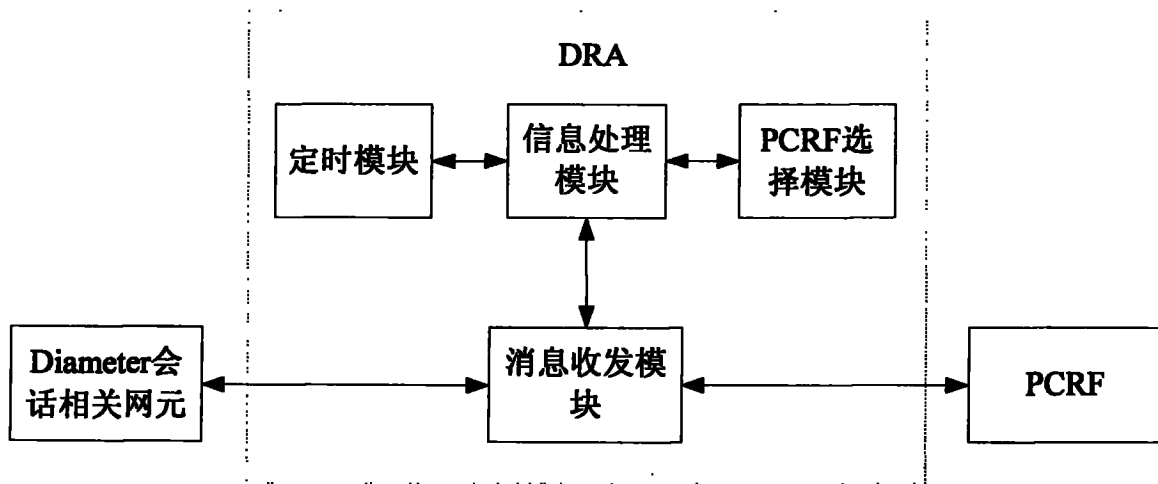 DRA
定时模块
信息处理
模块
PCRF选
择模块
Diameter会
话相关网元
消息收发模
块
PCRF